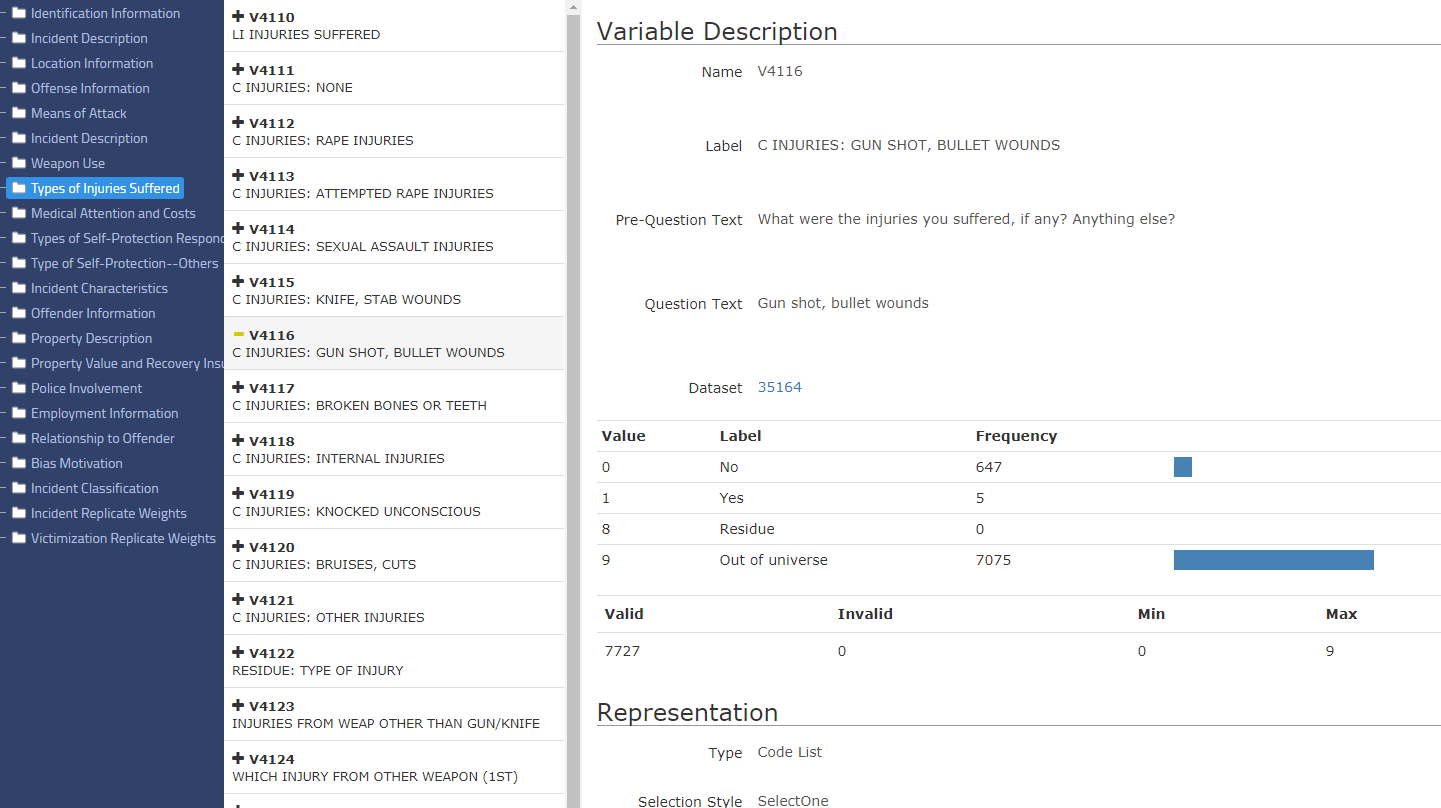 Identification Information
Incident Description
Location Information
Offense Information
Means of Attack
Incident Description
Weapon Use
Types of Injuries Suffered
Medical Attention and Costs
Types of Self-Protection Respond
Type of Self-Protection--Others
Incident Characteristics
Offender Information
Property Description
Property Value and Recovery Insu
Police Involvement
Employment Information
Relationship to Offender
Bias Motivation
Incident Classification
Incident Replicate Weights
Victimization Replicate Weights
V4110
LI INJURIES SUFFERED
V4111
C INJURIES: NONE
V4112
C INJURIES: RAPE INJURIES
V4113
C INJURIES: ATTEMPTED RAPE INJURIES
V4114
C INJURIES: SEXUAL ASSAULT INJURIES
V4115
C INJURIES: KNIFE, STAB WOUNDS
V4116
C INJURIES: GUN SHOT, BULLET WOUNDS
V4117
C INJURIES: BROKEN BONES OR TEETH
V4118
C INJURIES: INTERNAL INJURIES
V4119
C INJURIES: KNOCKED UNCONSCIOUS
V4120
C INJURIES: BRUISES, CUTS
V4121
C INJURIES: OTHER INJURIES
V4122
RESIDUE: TYPE OF INJURY
V4123
INJURIES FROM WEAP OTHER THAN GUN/KNIFE
V4124
WHICH INJURY FROM OTHER WEAPON (1ST)
Variable Description
Name V4116
Label C INJURIES: GUN SHOT, BULLET WOUNDS
Pre-Question Text What were the injuries you suffered, if any? Anything else?
Question Text Gun shot, bullet wounds
Dataset 35164
Value Label Frequency
0 No 647
1 Yes 5
8 Residue 0
9 Out of universe 7075
Valid Invalid Min Max
7727 0 0 9
Representation
Type Code List
Selection Style SelectOne